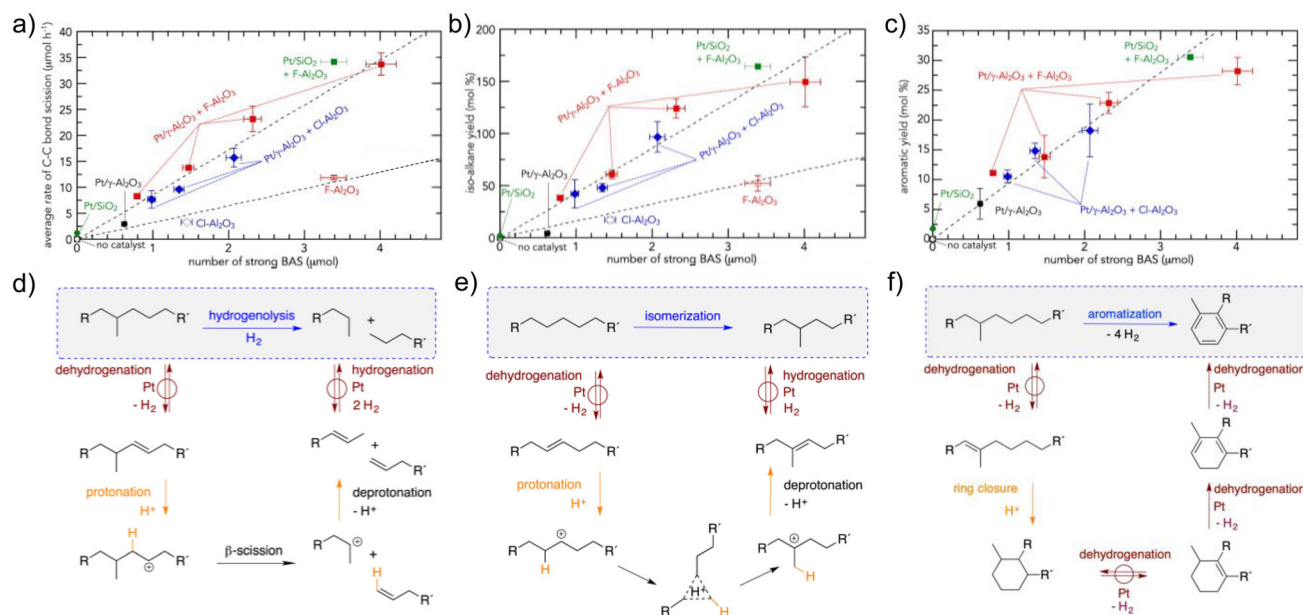 a)
average rate of C-C bond scission (μmol h⁻¹)
40
35
30
25
20
15
10
5
0
0
1
2
3
4
number of strong BAS (μmol)
Pt/SiO₂
+ F-Al₂O₃
Pt/γ-Al₂O₃ + F-Al₂O₃
Pt/γ-Al₂O₃ + Cl-Al₂O₃
Pt/γ-Al₂O₃
F-Al₂O₃
Pt/SiO₂
Cl-Al₂O₃
no catalyst
b)
iso-alkane yield (mol %)
200
150
100
50
0
0
1
2
3
4
number of strong BAS (μmol)
Pt/SiO₂
+ F-Al₂O₃
Pt/γ-Al₂O₃ + F-Al₂O₃
Pt/γ-Al₂O₃ + Cl-Al₂O₃
Pt/γ-Al₂O₃
F-Al₂O₃
Pt/SiO₂
Cl-Al₂O₃
no catalyst
c)
aromatic yield (mol %)
35
30
25
20
15
10
5
0
0
1
2
3
4
number of strong BAS (μmol)
Pt/SiO₂
+ F-Al₂O₃
Pt/γ-Al₂O₃ + F-Al₂O₃
Pt/SiO₂
Pt/γ-Al₂O₃
Pt/γ-Al₂O₃ + Cl-Al₂O₃
no catalyst
d)
R
R′
hydrogenolysis
H₂
R
+
R′
dehydrogenation
Pt
- H₂
hydrogenation
Pt
2 H₂
R
R′
R
+
R′
protonation
H⁺
deprotonation
- H⁺
H
R
R′
⊕
β-scission
R
⊕
+
H
R′
e)
R
R′
isomerization
R
R′
dehydrogenation
Pt
- H₂
hydrogenation
Pt
H₂
R
R′
R
R′
protonation
H⁺
deprotonation
- H⁺
R
⊕
R′
H
R′
H⁺
R
H
R
⊕
R′
H
f)
R
R′
aromatization
- 4 H₂
R
R′
dehydrogenation
Pt
- H₂
dehydrogenation
Pt
- H₂
R
R′
R
R′
ring closure
H⁺
dehydrogenation
Pt
- H₂
R
R′
dehydrogenation
Pt
- H₂
R
R′